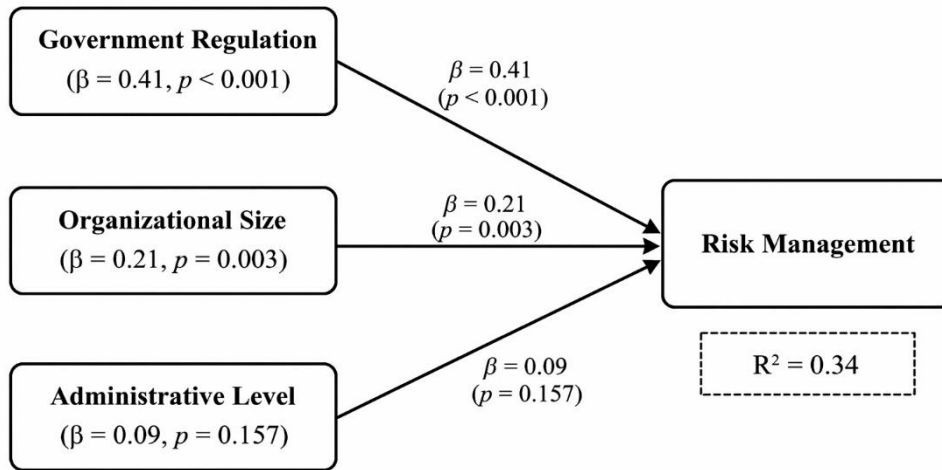 Government Regulation
(β = 0.41, p < 0.001)
β = 0.41
(p < 0.001)
Organizational Size
(β = 0.21, p = 0.003)
β = 0.21
(p = 0.003)
Risk Management
R² = 0.34
Administrative Level
(β = 0.09, p = 0.157)
β = 0.09
(p = 0.157)